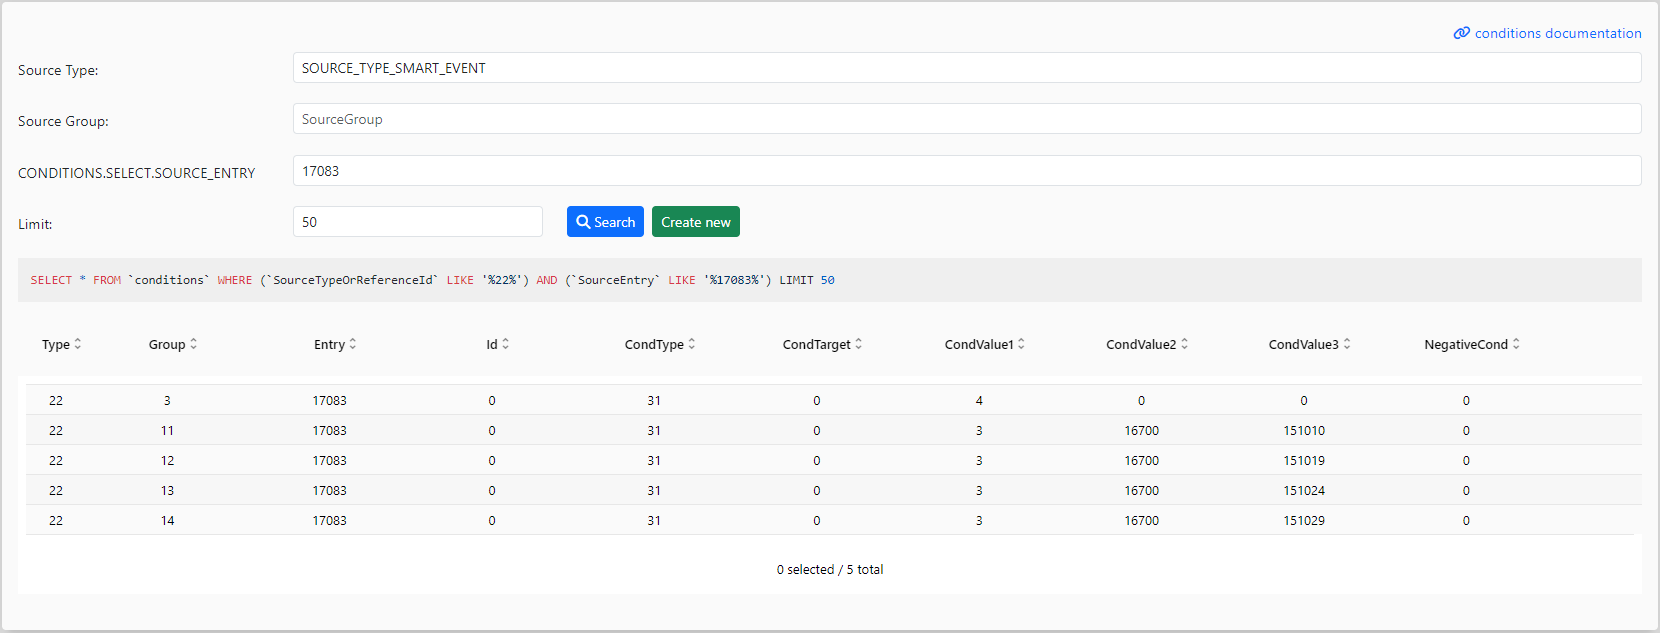 conditions documentation
Source Type: SOURCE_TYPE_SMART_EVENT
Source Group: SourceGroup
CONDITIONS.SELECT.SOURCE_ENTRY 17083
Limit: 50 Search Create new
SELECT * FROM `conditions` WHERE (`SourceTypeOrReferenceId` LIKE '%22%') AND (`SourceEntry` LIKE '%17083%') LIMIT 50
Type Group Entry Id CondType CondTarget CondValue1 CondValue2 CondValue3 NegativeCond
22 3 17083 0 31 0 4 0 0 0
22 11 17083 0 31 0 3 16700 151010 0
22 12 17083 0 31 0 3 16700 151019 0
22 13 17083 0 31 0 3 16700 151024 0
22 14 17083 0 31 0 3 16700 151029 0
0 selected / 5 total